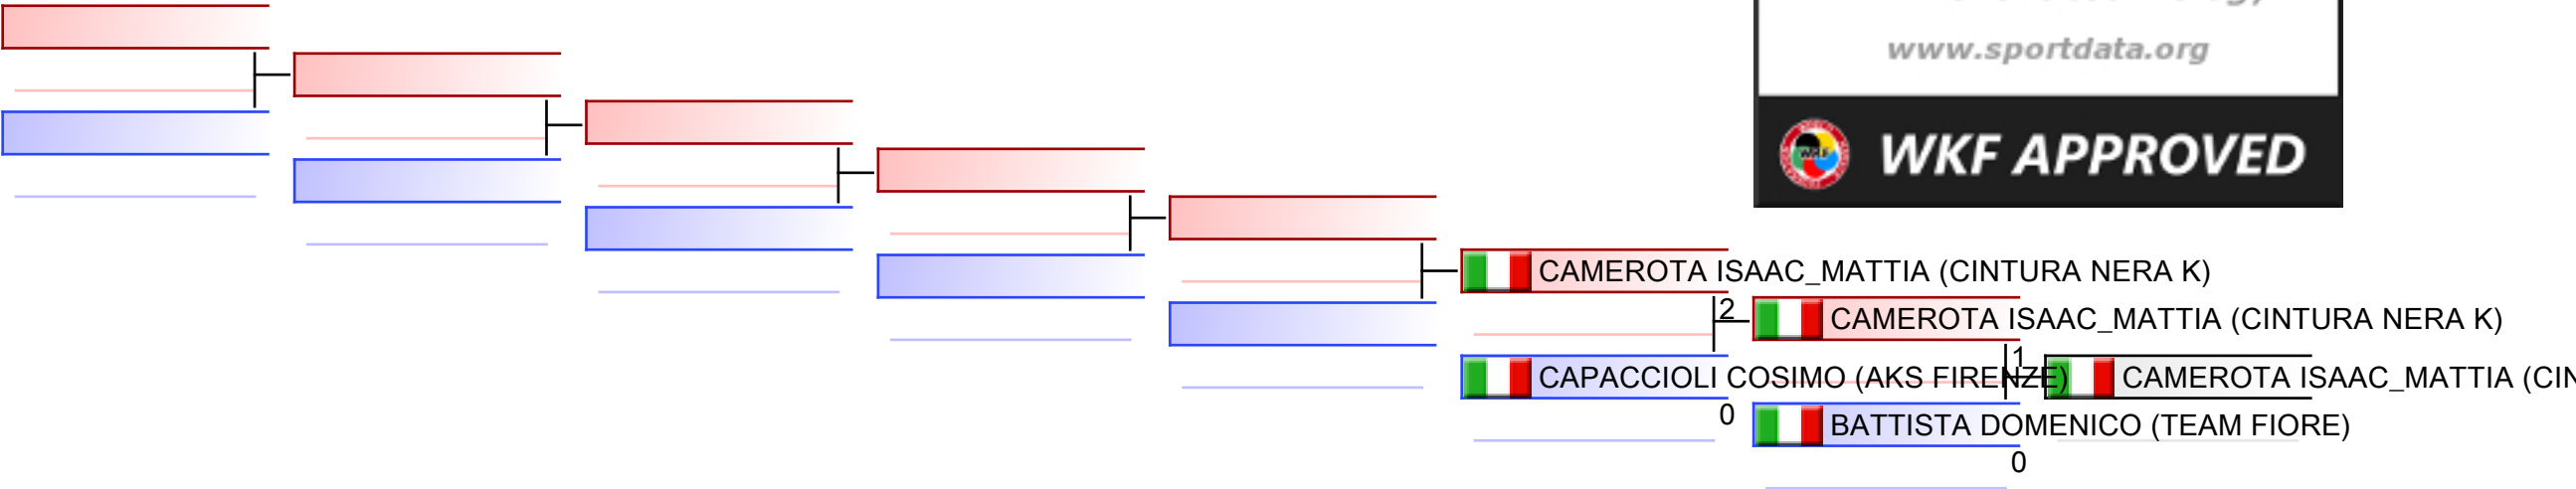 www.sportdata.org
WKF APPROVED
CAMEROTA ISAAC_MATTIA (CINTURA NERA K)
2
CAMEROTA ISAAC_MATTIA (CINTURA NERA K)
1
CAPACCIOLI COSIMO (AKS FIRENZE)
CAMEROTA ISAAC_MATTIA (CIN
0
BATTISTA DOMENICO (TEAM FIORE)
0